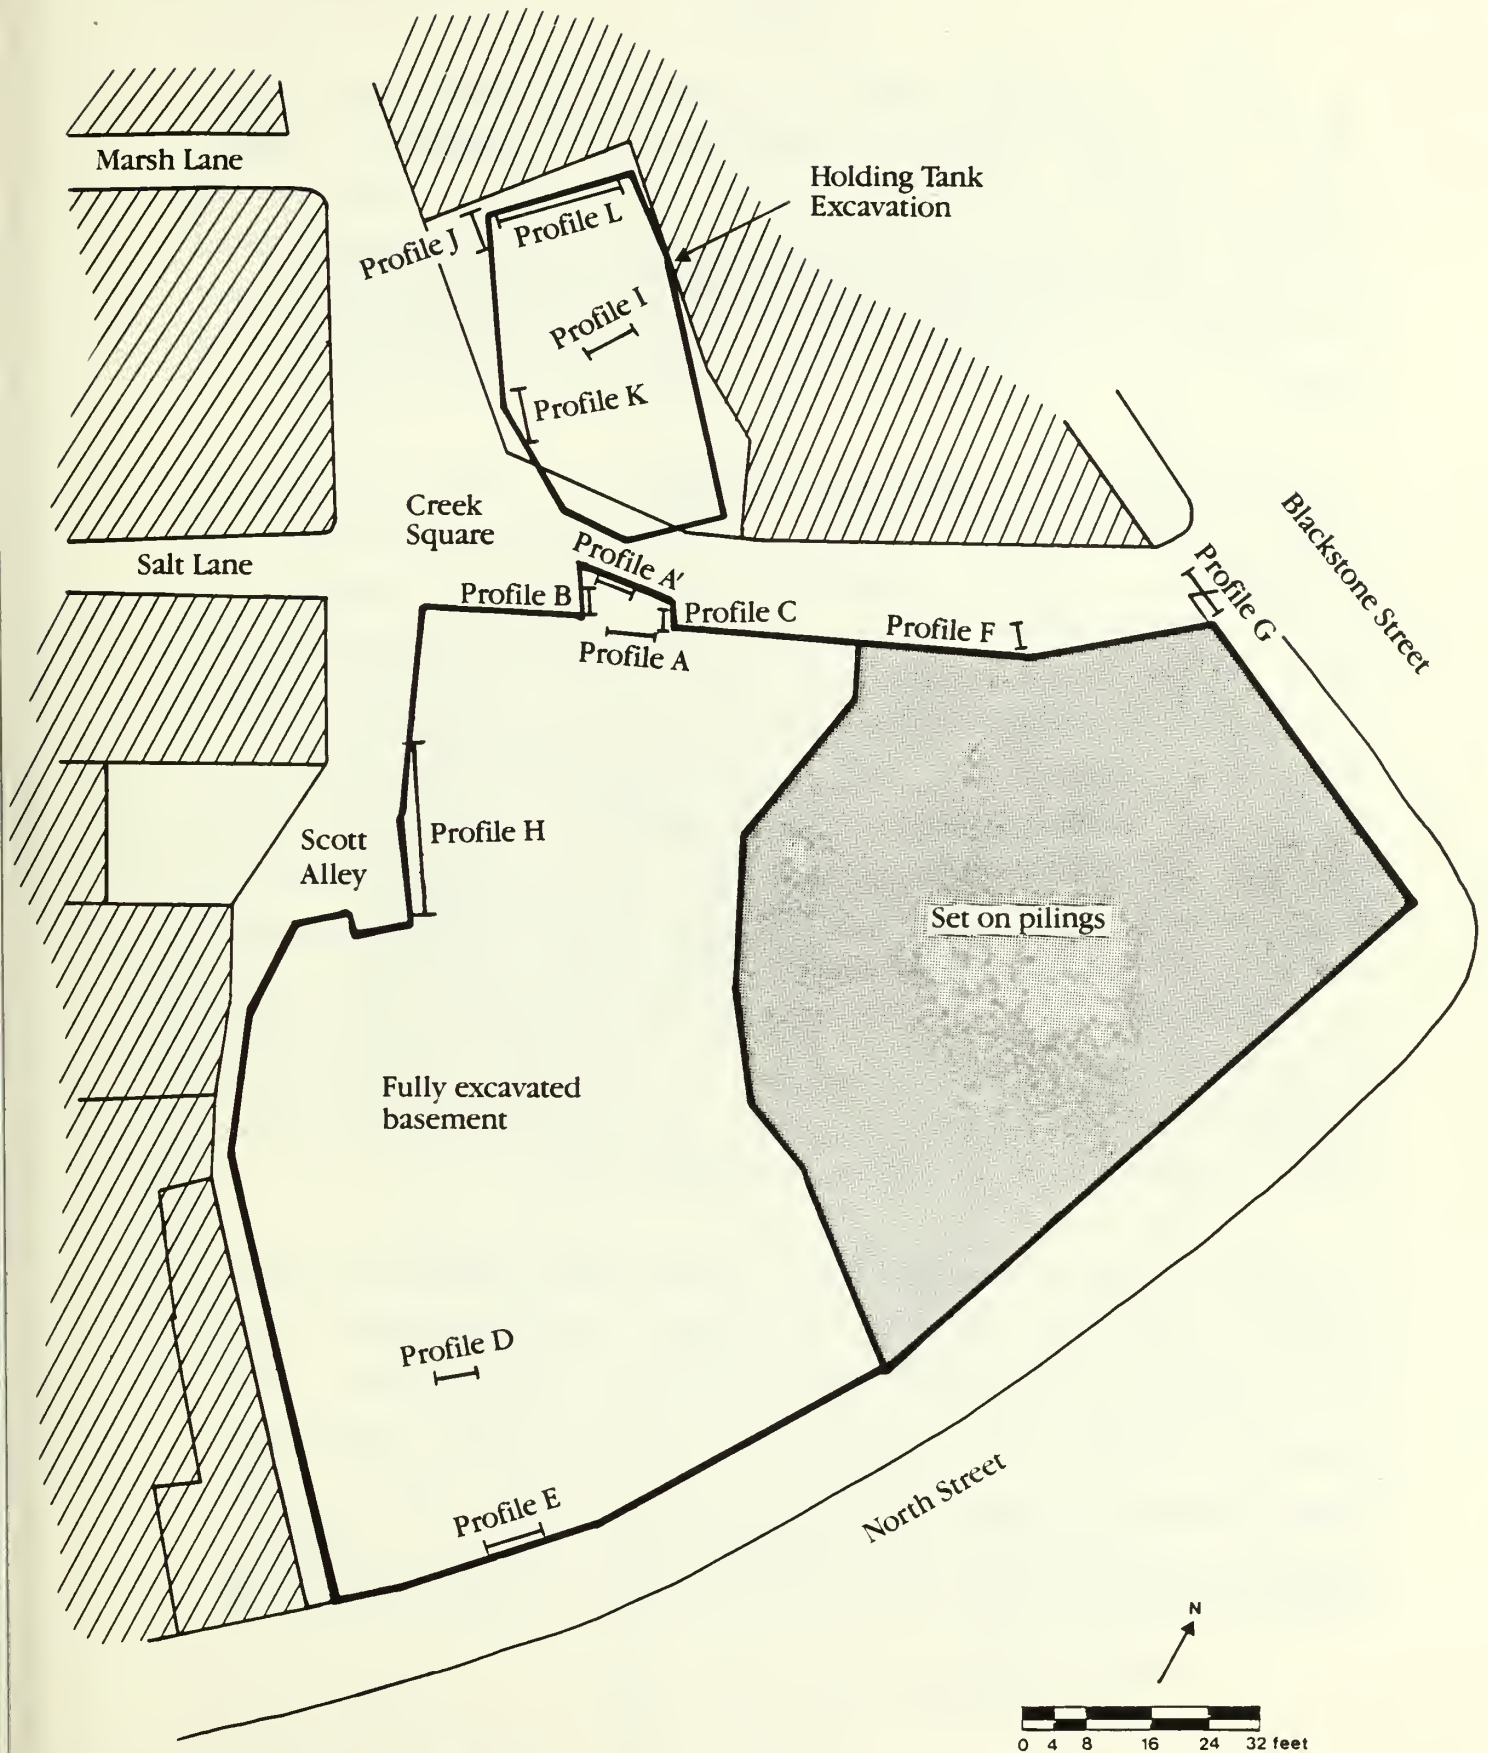 Marsh Lane
Holding Tank
Excavation
Profile J
Profile L
Profile I
Profile K
Creek
Square
Blackstone Street
Salt Lane
Profile A'
Profile B
Profile C
Profile G
Profile F
Profile A
Scott
Alley
Profile H
Set on pilings
Fully excavated
basement
Profile D
Profile E
North Street
N
0 4 8 16 24 32 feet